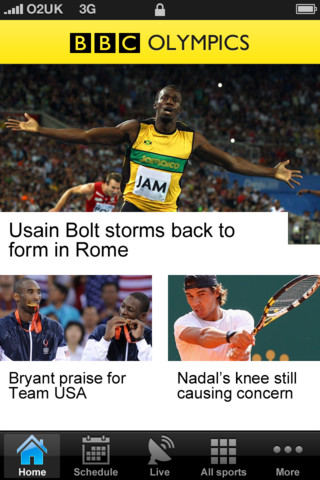 O2UK 3G
BBC OLYMPICS
JAM
Usain Bolt storms back to
form in Rome
Bryant praise for
Team USA
Nadal's knee still
causing concern
Home Schedule Live All sports More